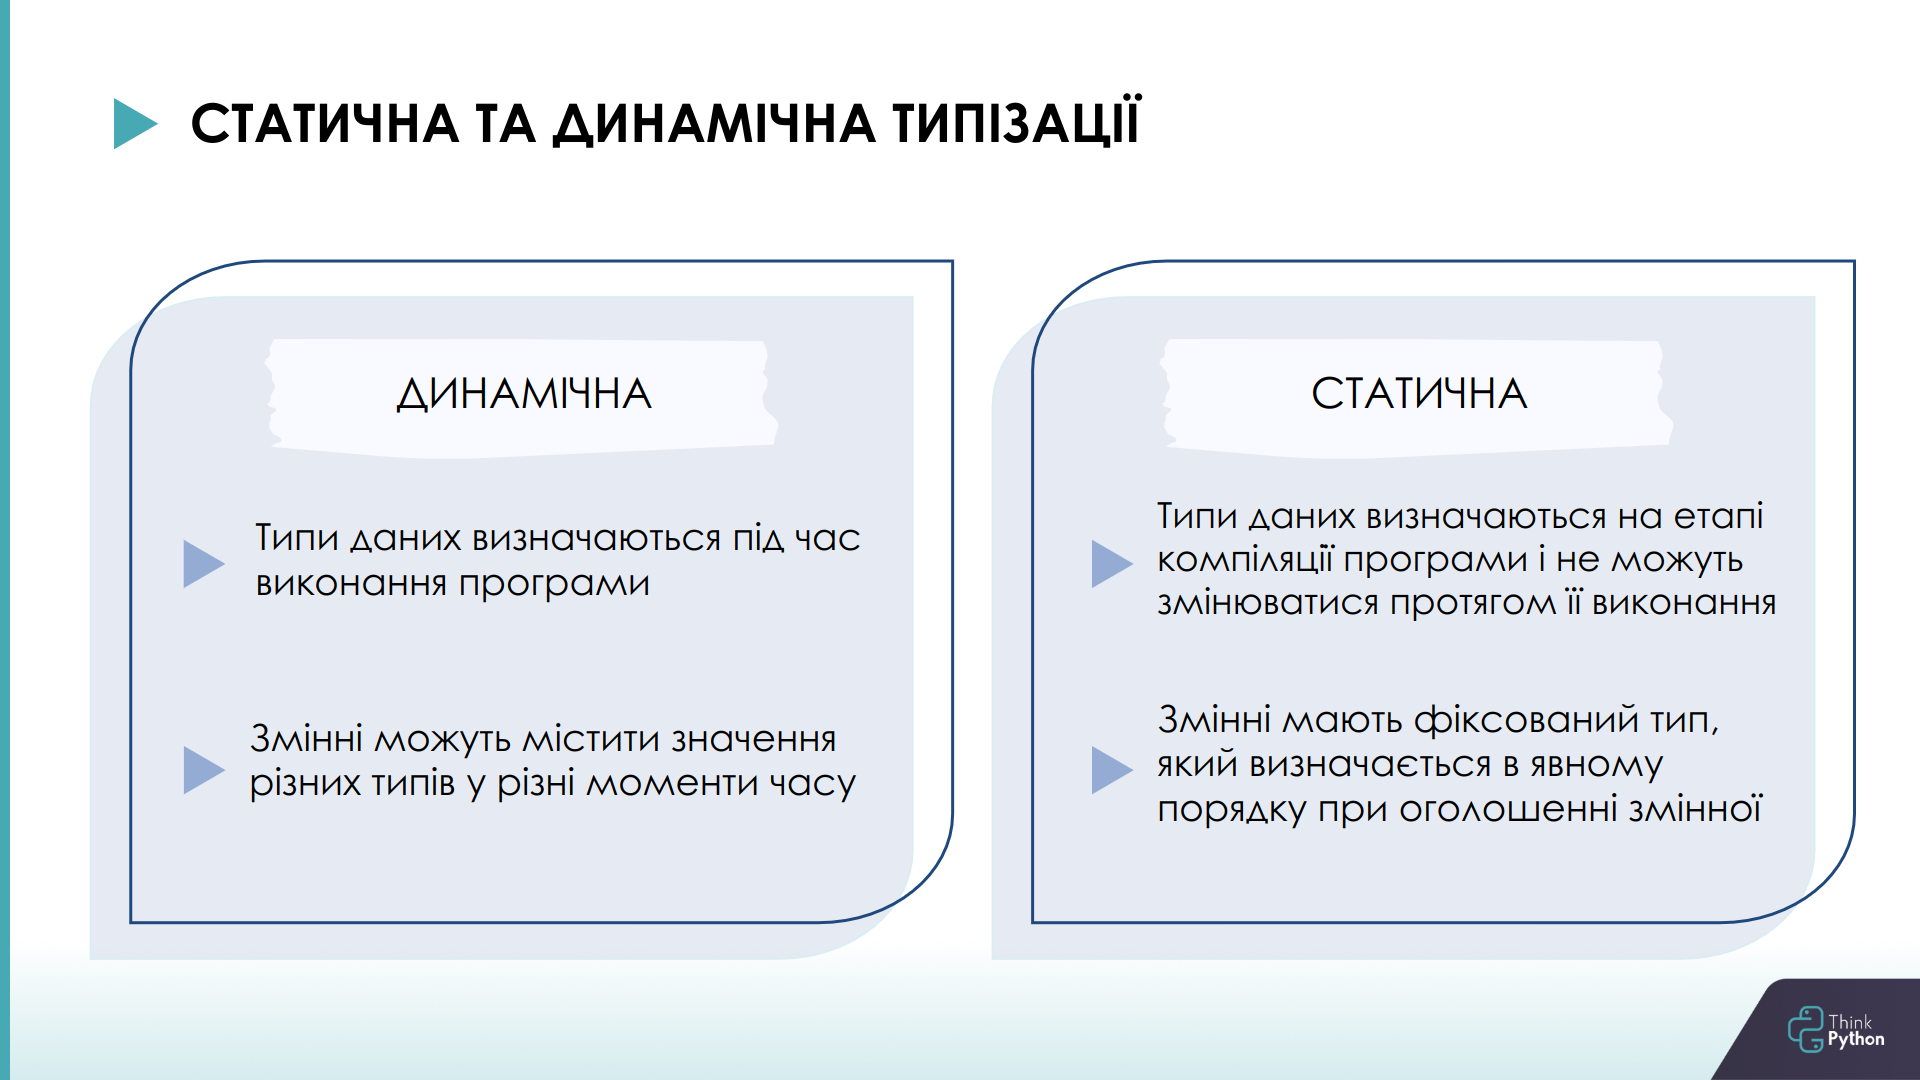 СТАТИЧНА ТА ДИНАМІЧНА ТИПІЗАЦІЇ
ДИНАМІЧНА
Типи даних визначаються під час
виконання програми
Змінні можуть містити значення
різних типів у різні моменти часу
СТАТИЧНА
Типи даних визначаються на етапі
компіляції програми і не можуть
змінюватися протягом її виконання
Змінні мають фіксований тип,
який визначається в явному
порядку при оголошенні змінної
Think
Python